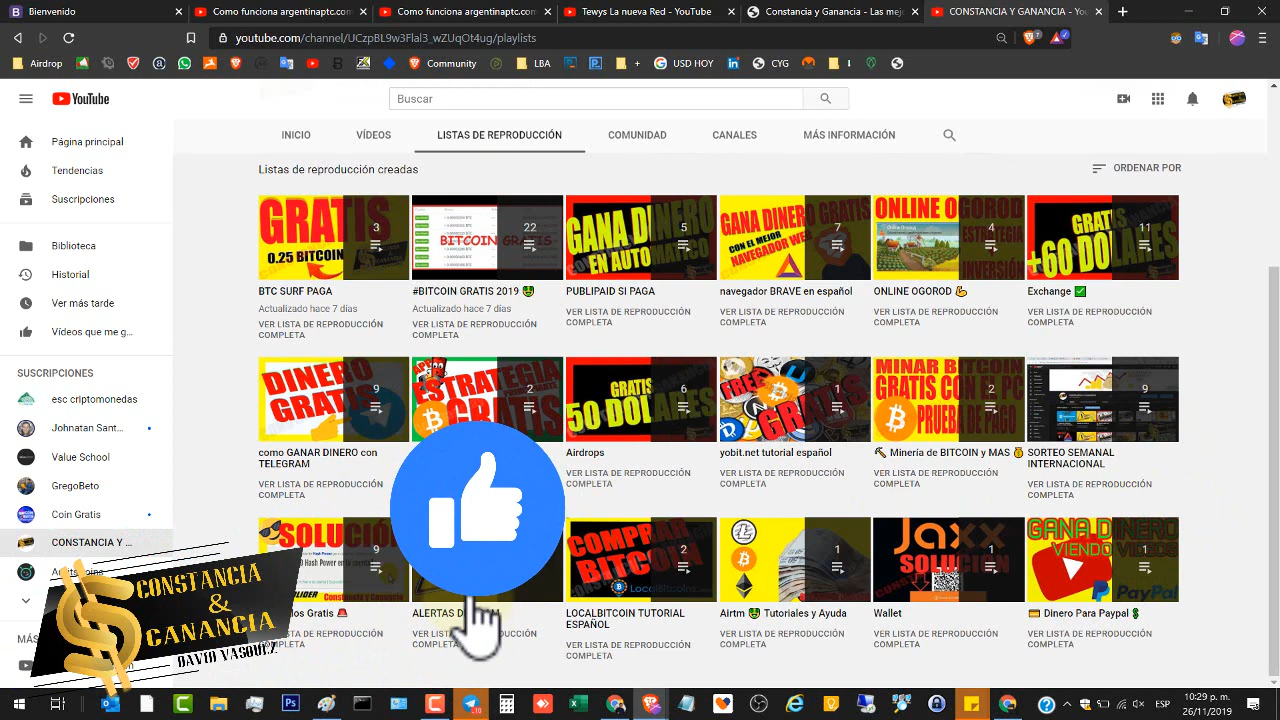 Bienvenido
Como funciona argentinaptc.com
Como funciona argentinaptc.com
Tewys La nueva Red - YouTube
Constancia y Ganancia - Las mej
CONSTANCIA Y GANANCIA - Yo
youtube.com/channel/UCzpBL9w3Flal3_wZUqOt4ug/playlists
Airdrop
Community
LBA
+
HSD HOY
CYG
YouTube
Buscar
INICIO
VÍDEOS
LISTAS DE REPRODUCCIÓN
COMUNIDAD
CANALES
MÁS INFORMACIÓN
Página principal
Tendencias
Suscripciones
Biblioteca
Historial
Ver más tarde
Vídeos que me g...
SUSCRIPCIONES
escriptomonedas
Johnatan Sant...
Value School
GregoBeto
Coin Gratis
CONSTANCIA Y ...
Listas de reproducción creadas
ORDENAR POR
GRATIS
0.25 BITCOIN
3
BITCOIN GRATIS
22
GANA DINERO
EN AUTOMA
5
GANA DINERO
CON EL MEJOR
NAVEGADOR WEB
7
ONLINE OGOROD
ESTRATEGIA
INVERSIÓN
4
GRATIS
+60 DOLARES
11
BTC SURF PAGA
Actualizado hace 7 días
VER LISTA DE REPRODUCCIÓN
COMPLETA
#BITCOIN GRATIS 2019 🤑
Actualizado hace 7 días
VER LISTA DE REPRODUCCIÓN
COMPLETA
PUBLIPAID SI PAGA
VER LISTA DE REPRODUCCIÓN
COMPLETA
navegador BRAVE en español
VER LISTA DE REPRODUCCIÓN
COMPLETA
ONLINE OGOROD 💪
VER LISTA DE REPRODUCCIÓN
COMPLETA
Exchange ✅
VER LISTA DE REPRODUCCIÓN
COMPLETA
DINERO
GRATIS
9
2
GRATIS
50 DOL
6
1
MINAR BITCOIN
GRATIS CON EL PC
PRUEBA DE PAGO
2
9
como GANAR DINERO con
TELEGRAM
VER LISTA DE REPRODUCCIÓN
COMPLETA
Airdrops
VER LISTA DE REPRODUCCIÓN
COMPLETA
yobit.net tutorial español
VER LISTA DE REPRODUCCIÓN
COMPLETA
⛏ Minería de BITCOIN y MAS 💰
VER LISTA DE REPRODUCCIÓN
COMPLETA
SORTEO SEMANAL
INTERNACIONAL
VER LISTA DE REPRODUCCIÓN
COMPLETA
SOLUCIÓN
9
COMPRAR
BITCOIN
LocalBitcoins
2
1
Jaxx
SOLUCION
1
GANA DINERO
VIENDO VIDEOS
PayPal
1
os Gratis 🚨
ALERTAS D
LOCALBITCOIN TUTORIAL
ESPAÑOL
VER LISTA DE REPRODUCCIÓN
COMPLETA
Airtm 🤑 Tutoriales y Ayuda
VER LISTA DE REPRODUCCIÓN
COMPLETA
Wallet
VER LISTA DE REPRODUCCIÓN
COMPLETA
💳 Dinero Para Paypal 💲
VER LISTA DE REPRODUCCIÓN
COMPLETA
MÁS
CONSTANCIA
&
GANANCIA
DAVID VASQUEZ
ESP
10:29 p. m.
26/11/2019